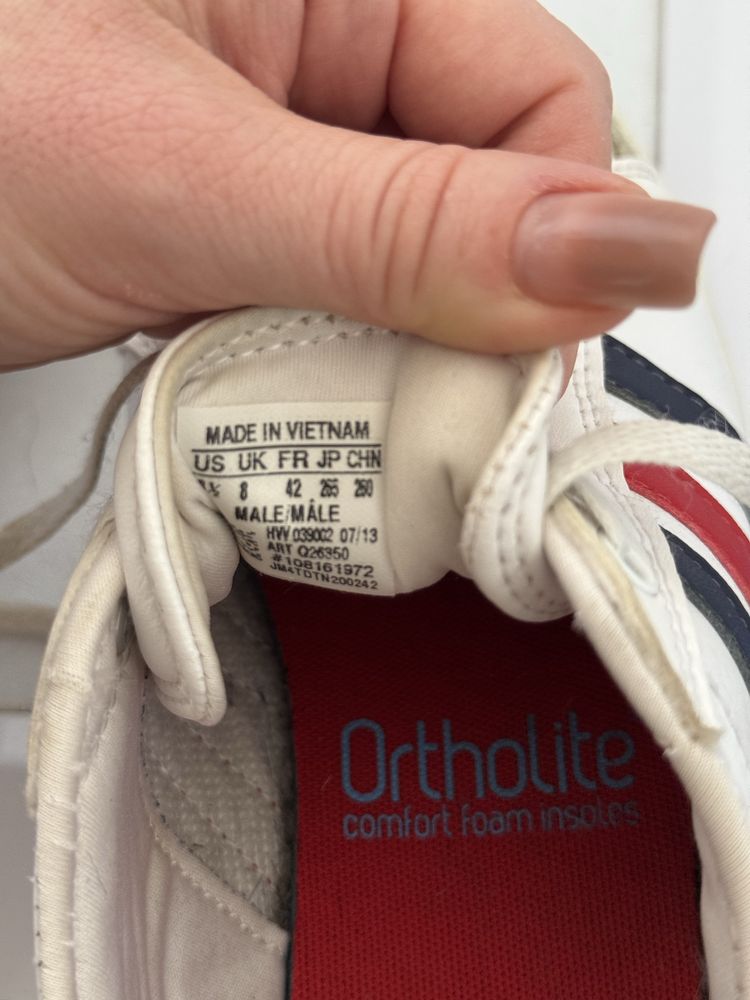 MADE IN VIETNAM
US UK FR JP CHN
8 42 265 260
MALE/MÂLE
HVV 039002 07/13
ART Q26350
#108161972
JM4TDTN200242
Ortholite
comfort foam insoles